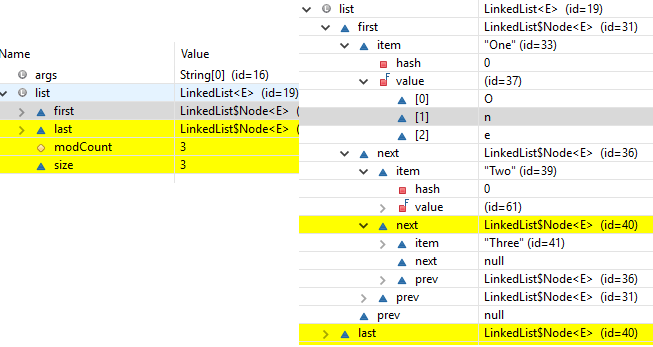 Name Value
args String[0] (id=16)
list LinkedList<E> (id=19)
first LinkedList$Node<E> (
last LinkedList$Node<E> (
modCount 3
size 3
list LinkedList<E> (id=19)
first LinkedList$Node<E> (id=31)
item "One" (id=33)
hash 0
F value (id=37)
[0] O
[1] n
[2] e
next LinkedList$Node<E> (id=36)
item "Two" (id=39)
hash 0
F value (id=61)
next LinkedList$Node<E> (id=40)
item "Three" (id=41)
next null
prev LinkedList$Node<E> (id=36)
prev LinkedList$Node<E> (id=31)
prev null
last LinkedList$Node<E> (id=40)